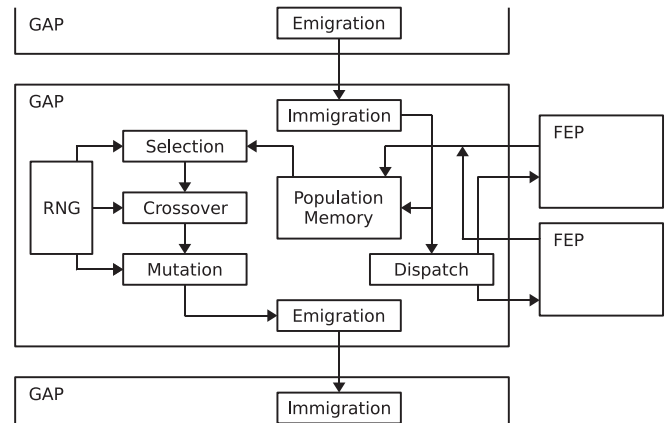 GAP
Emigration
GAP
Immigration
FEP
Selection
RNG
Crossover
Population
Memory
FEP
Mutation
Dispatch
Emigration
GAP
Immigration